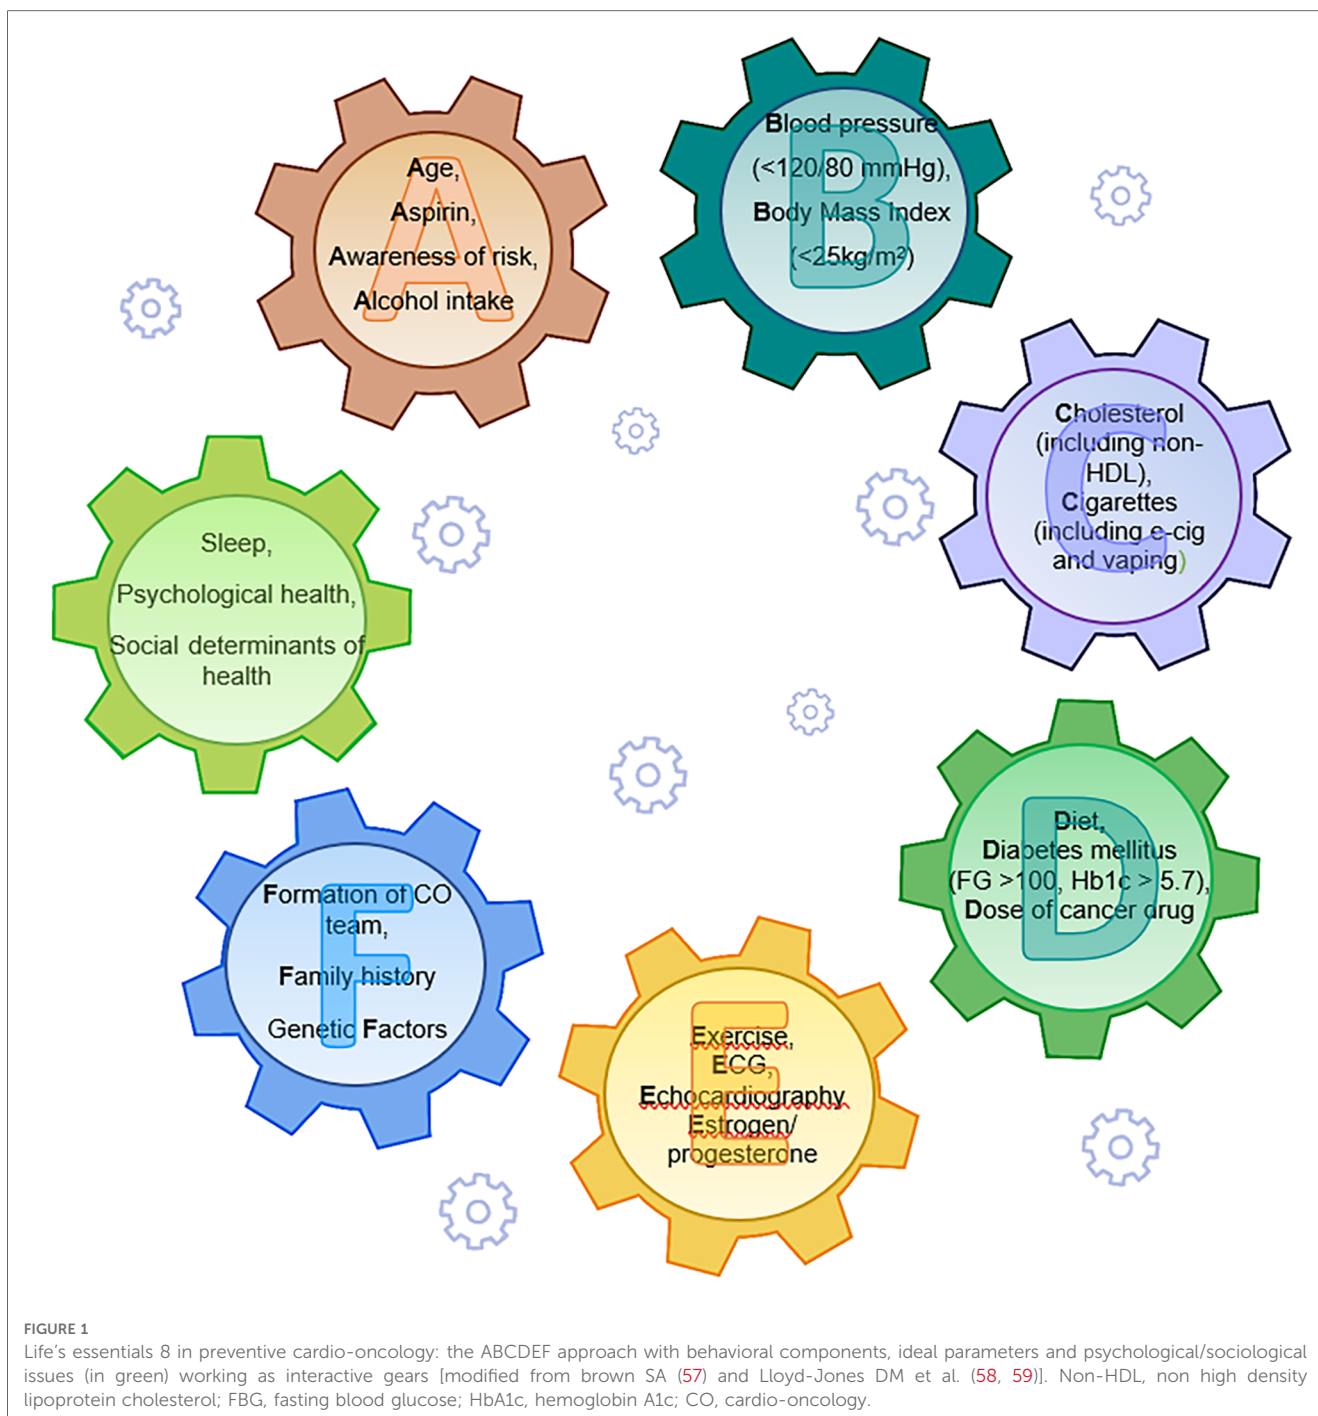 Age,
Aspirin,
Awareness of risk,
Alcohol intake
A
Blood pressure
(<120/80 mmHg),
Body Mass Index
(<25kg/m²)
B
Cholesterol
(including non-
HDL),
Cigarettes
(including e-cig
and vaping)
C
Diet,
Diabetes mellitus
(FG >100, Hb1c > 5.7),
Dose of cancer drug
D
Exercise,
ECG,
Echocardiography
Estrogen/
progesterone
E
Formation of CO
team,
Family history
Genetic Factors
F
Sleep,
Psychological health,
Social determinants of
health
FIGURE 1
Life's essentials 8 in preventive cardio-oncology: the ABCDEF approach with behavioral components, ideal parameters and psychological/sociological
issues (in green) working as interactive gears [modified from brown SA (57) and Lloyd-Jones DM et al. (58, 59)]. Non-HDL, non high density
lipoprotein cholesterol; FBG, fasting blood glucose; HbA1c, hemoglobin A1c; CO, cardio-oncology.